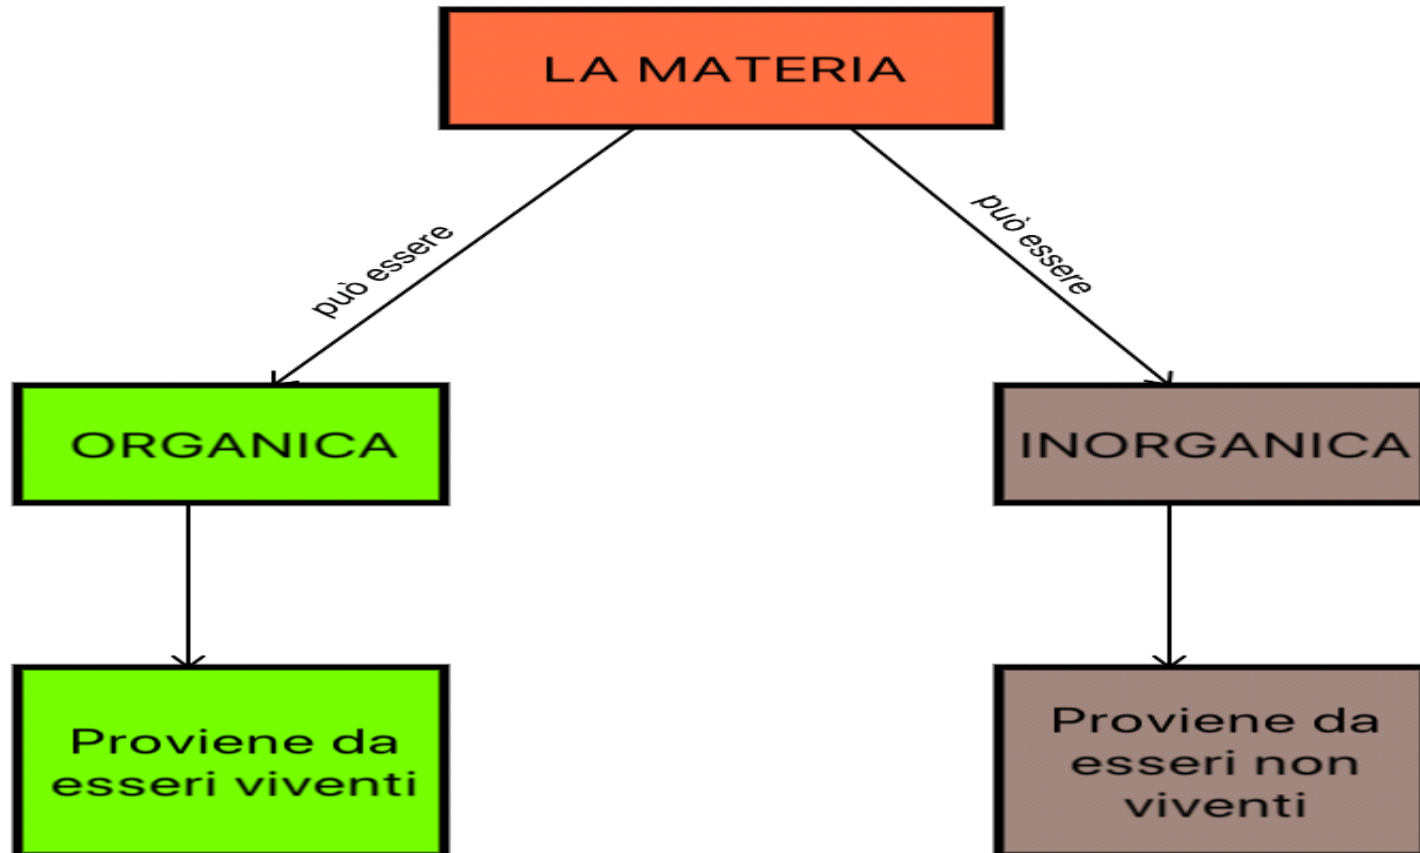 LA MATERIA
può essere
può essere
ORGANICA
INORGANICA
Proviene da
esseri viventi
Proviene da
esseri non
viventi